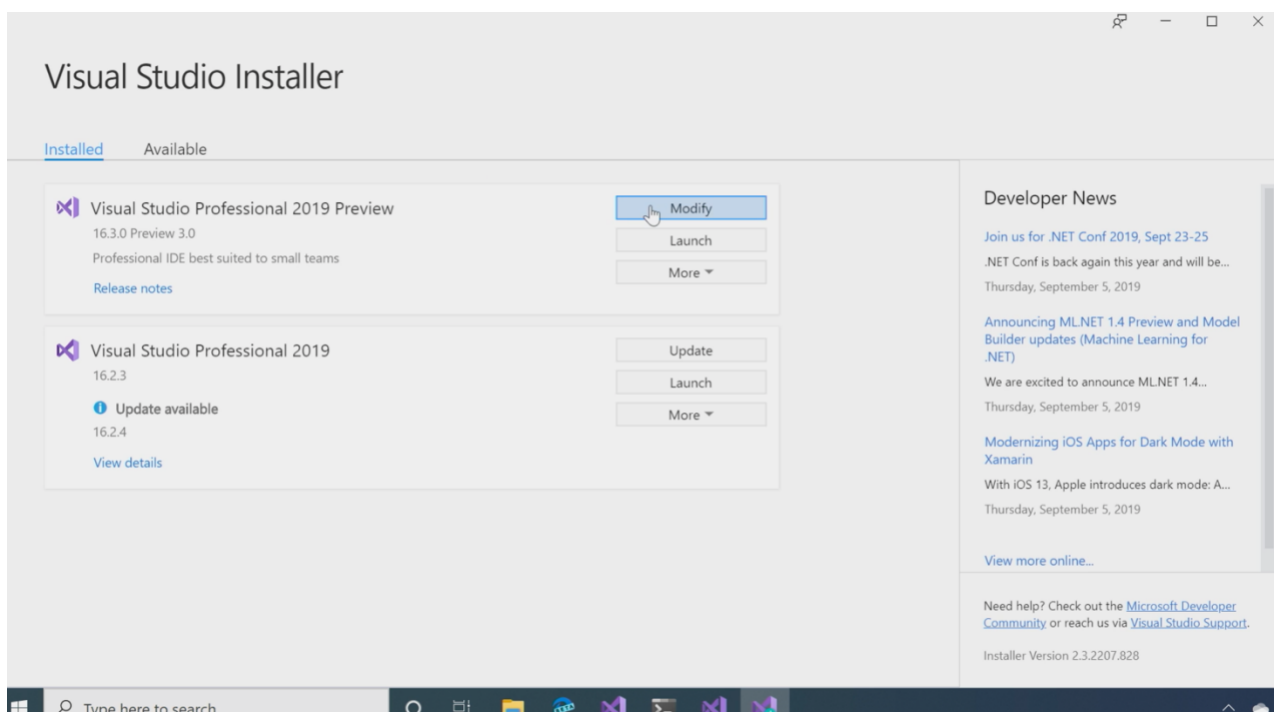 Visual Studio Installer
Installed
Available
Visual Studio Professional 2019 Preview
16.3.0 Preview 3.0
Professional IDE best suited to small teams
Release notes
Modify
Launch
More
Visual Studio Professional 2019
16.2.3
Update available
16.2.4
View details
Update
Launch
More
Developer News
Join us for .NET Conf 2019, Sept 23-25
.NET Conf is back again this year and will be...
Thursday, September 5, 2019
Announcing ML.NET 1.4 Preview and Model
Builder updates (Machine Learning for
.NET)
We are excited to announce ML.NET 1.4...
Thursday, September 5, 2019
Modernizing iOS Apps for Dark Mode with
Xamarin
With iOS 13, Apple introduces dark mode: A...
Thursday, September 5, 2019
View more online...
Need help? Check out the Microsoft Developer
Community or reach us via Visual Studio Support.
Installer Version 2.3.2207.828
Type here to search